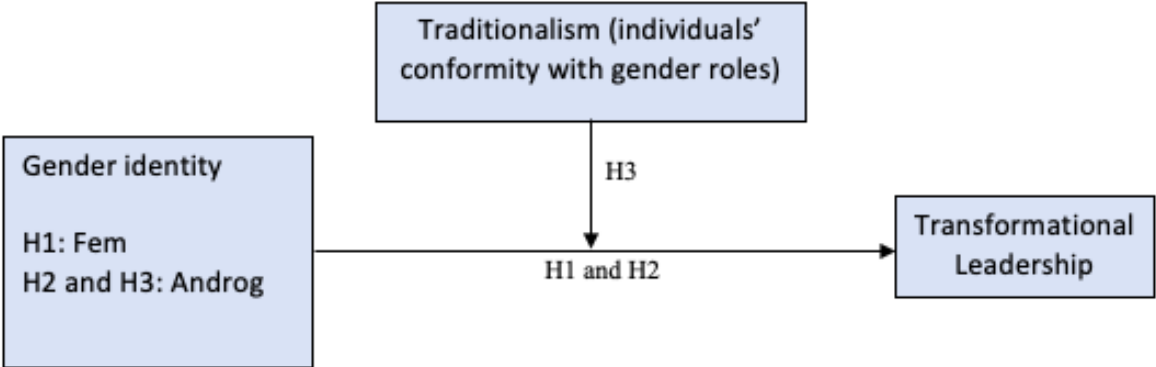 Traditionalism (individuals’
conformity with gender roles)
Gender identity
H1: Fem
H2 and H3: Androg
H3
H1 and H2
Transformational
Leadership